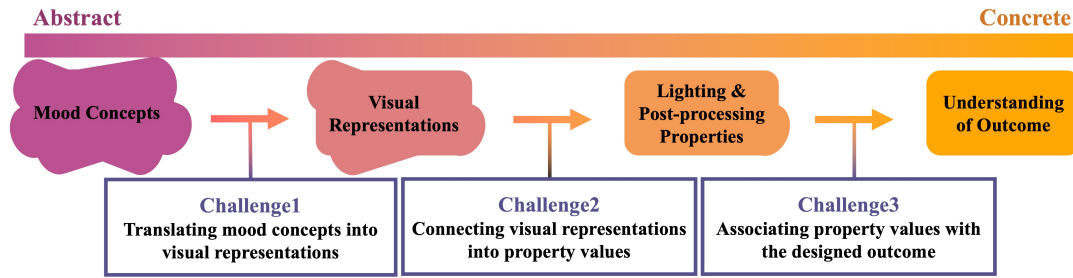 Abstract
Concrete
Mood Concepts
Visual
Representations
Lighting &
Post-processing
Properties
Understanding
of Outcome
Challenge1
Translating mood concepts into
visual representations
Challenge2
Connecting visual representations
into property values
Challenge3
Associating property values with
the designed outcome